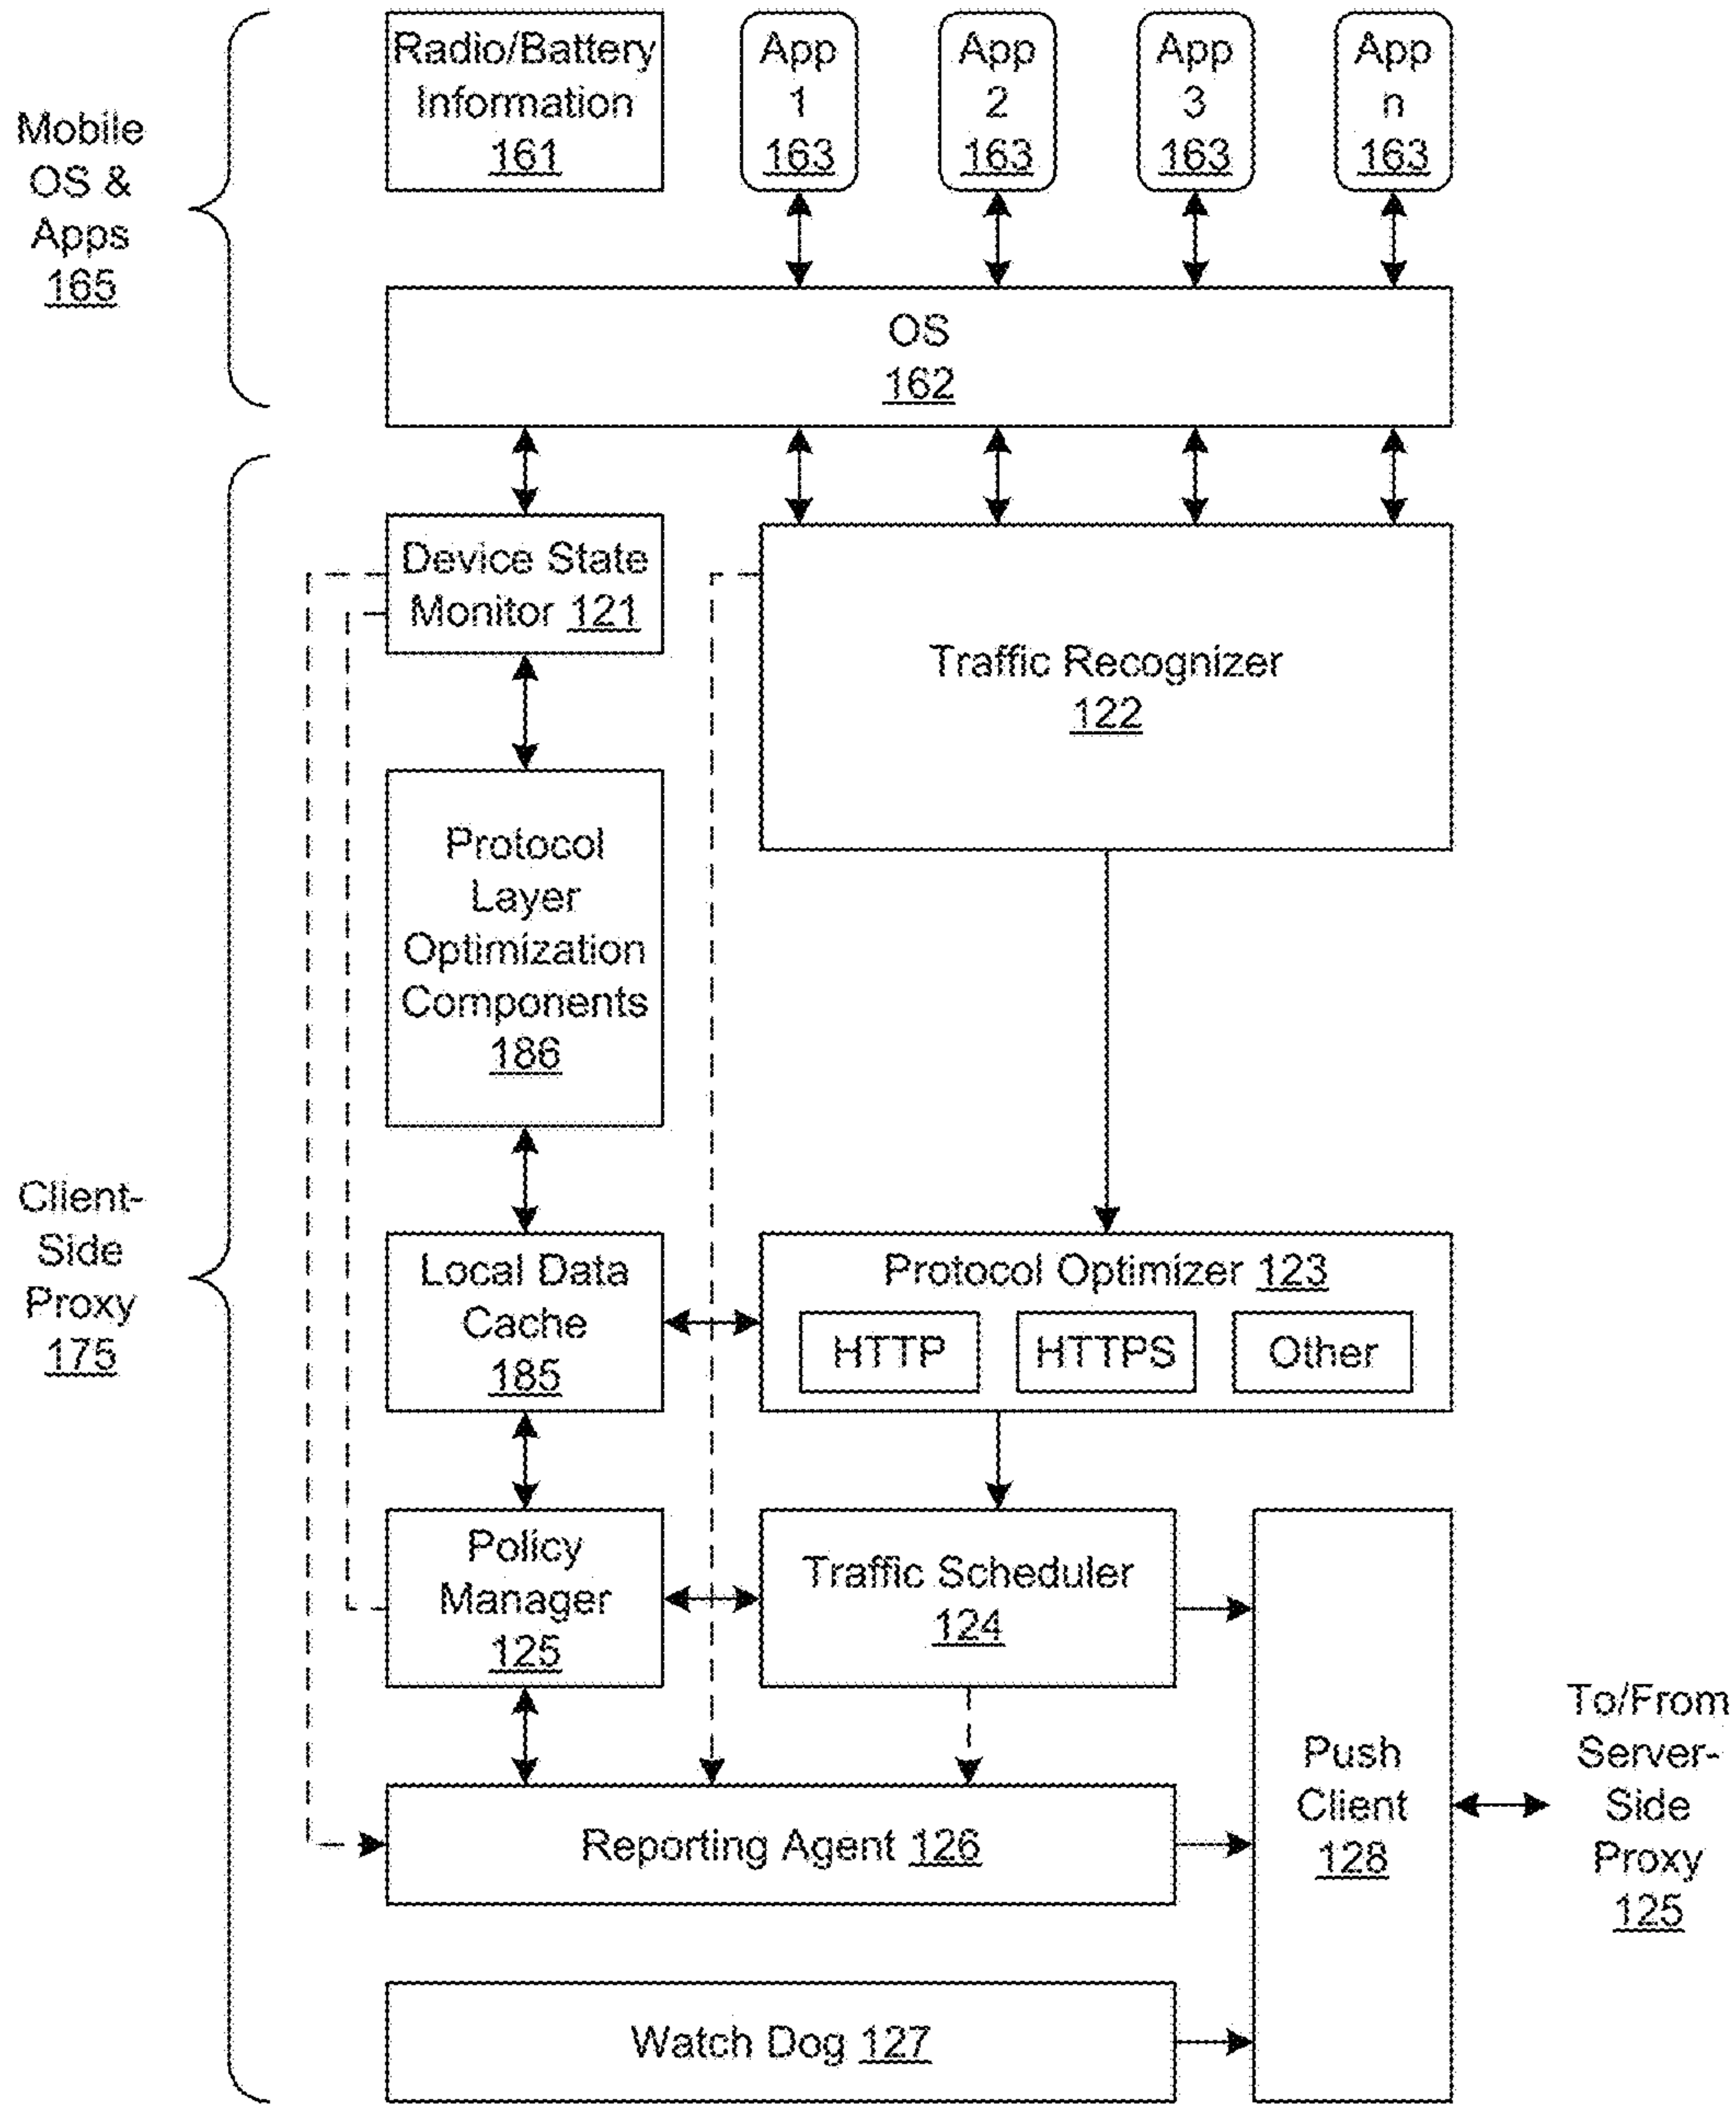 Mobile
OS &
Apps
165
Radio/Battery
Information
161
App
1
163
App
2
163
App
3
163
App
n
163
OS
162
Client-
Side
Proxy
175
Device State
Monitor 121
Traffic Recognizer
122
Protocol
Layer
Optimization
Components
186
Local Data
Cache
185
Protocol Optimizer 123
HTTP
HTTPS
Other
Policy
Manager
125
Traffic Scheduler
124
Reporting Agent 126
Watch Dog 127
Push
Client
128
To/From
Server-
Side
Proxy
125